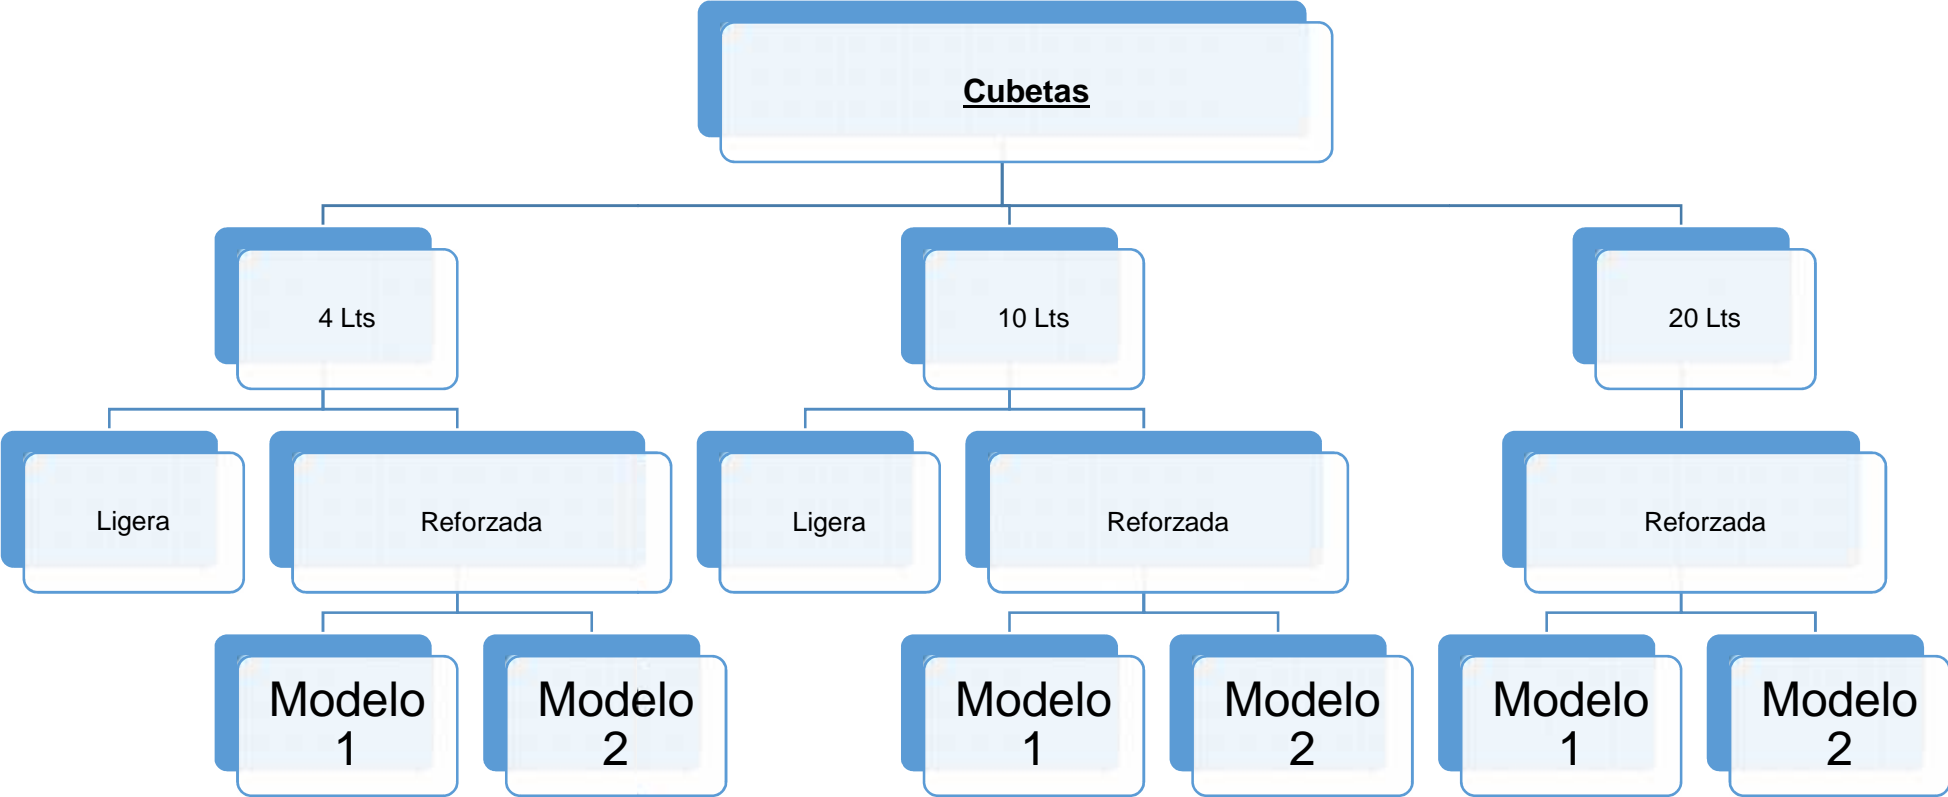 Cubetas
4 Lts
10 Lts
20 Lts
Ligera
Reforzada
Ligera
Reforzada
Reforzada
Modelo
1
Modelo
2
Modelo
1
Modelo
2
Modelo
1
Modelo
2